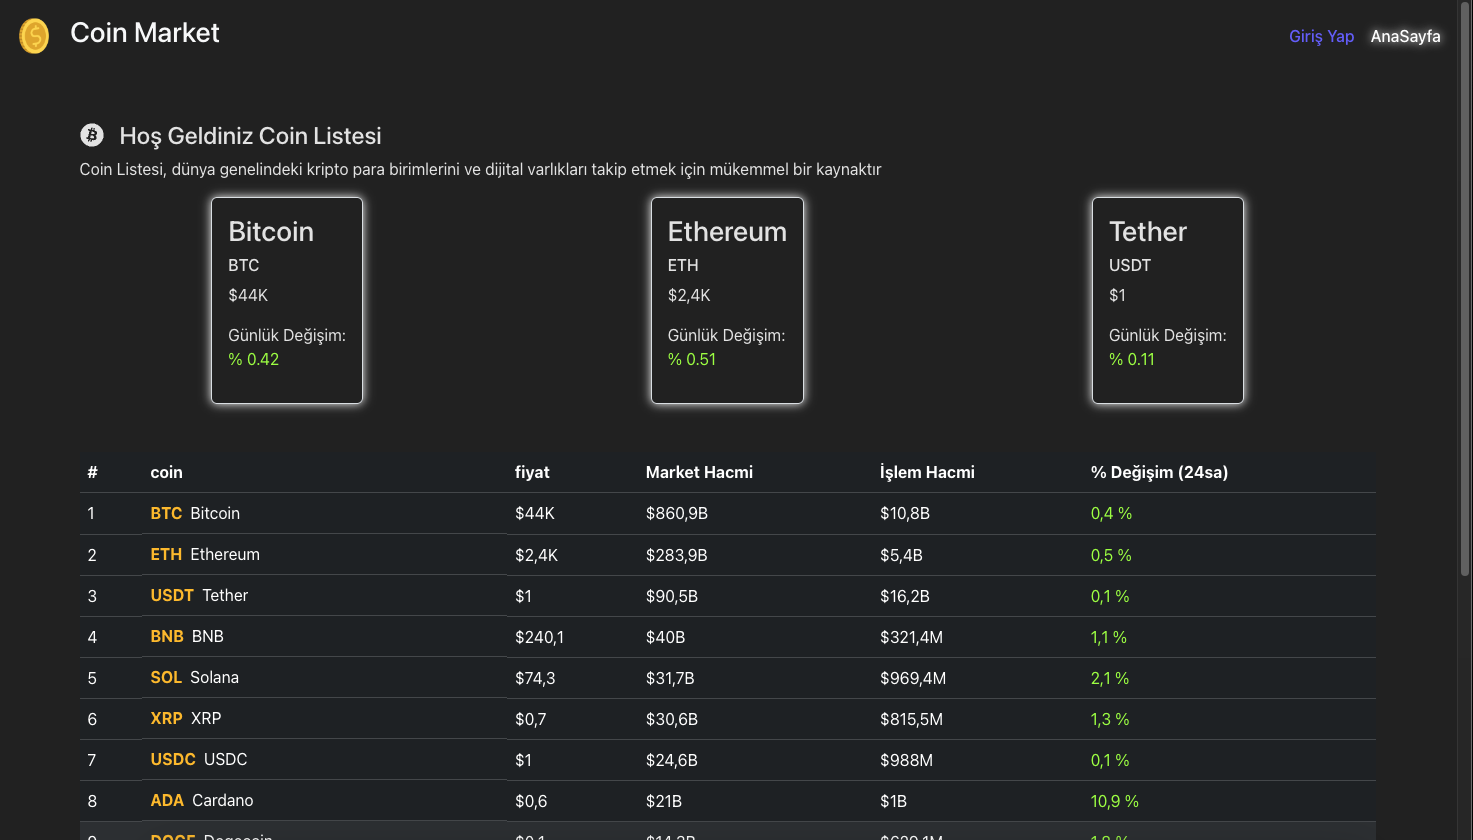 Coin Market
Giriş Yap AnaSayfa
Hoş Geldiniz Coin Listesi
Coin Listesi, dünya genelindeki kripto para birimlerini ve dijital varlıkları takip etmek için mükemmel bir kaynaktır
Bitcoin
BTC
$44K
Günlük Değişim:
% 0.42
Ethereum
ETH
$2,4K
Günlük Değişim:
% 0.51
Tether
USDT
$1
Günlük Değişim:
% 0.11
# coin fiyat Market Hacmi İşlem Hacmi % Değişim (24sa)
1 BTC Bitcoin $44K $860,9B $10,8B 0,4 %
2 ETH Ethereum $2,4K $283,9B $5,4B 0,5 %
3 USDT Tether $1 $90,5B $16,2B 0,1 %
4 BNB BNB $240,1 $40B $321,4M 1,1 %
5 SOL Solana $74,3 $31,7B $969,4M 2,1 %
6 XRP XRP $0,7 $30,6B $815,5M 1,3 %
7 USDC USDC $1 $24,6B $988M 0,1 %
8 ADA Cardano $0,6 $21B $1B 10,9 %